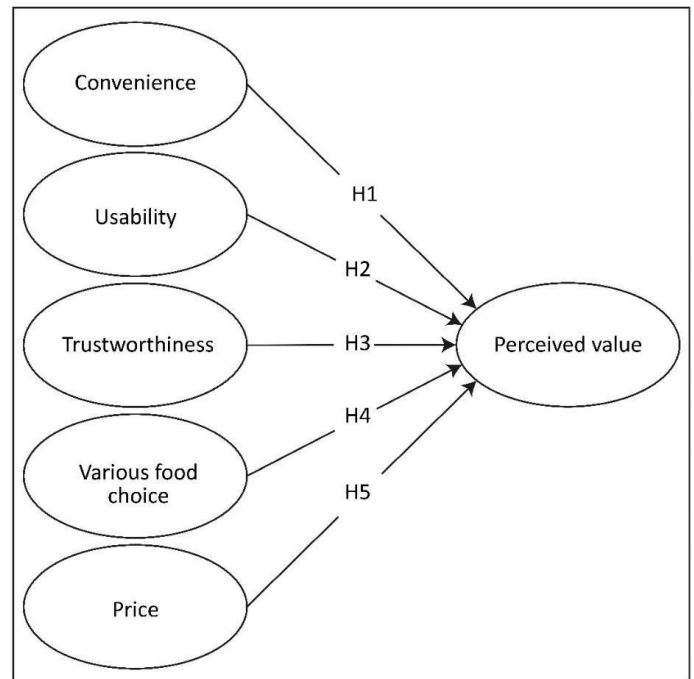 Convenience
H1
Usability
H2
Trustworthiness
H3
Perceived value
H4
Various food
choice
H5
Price